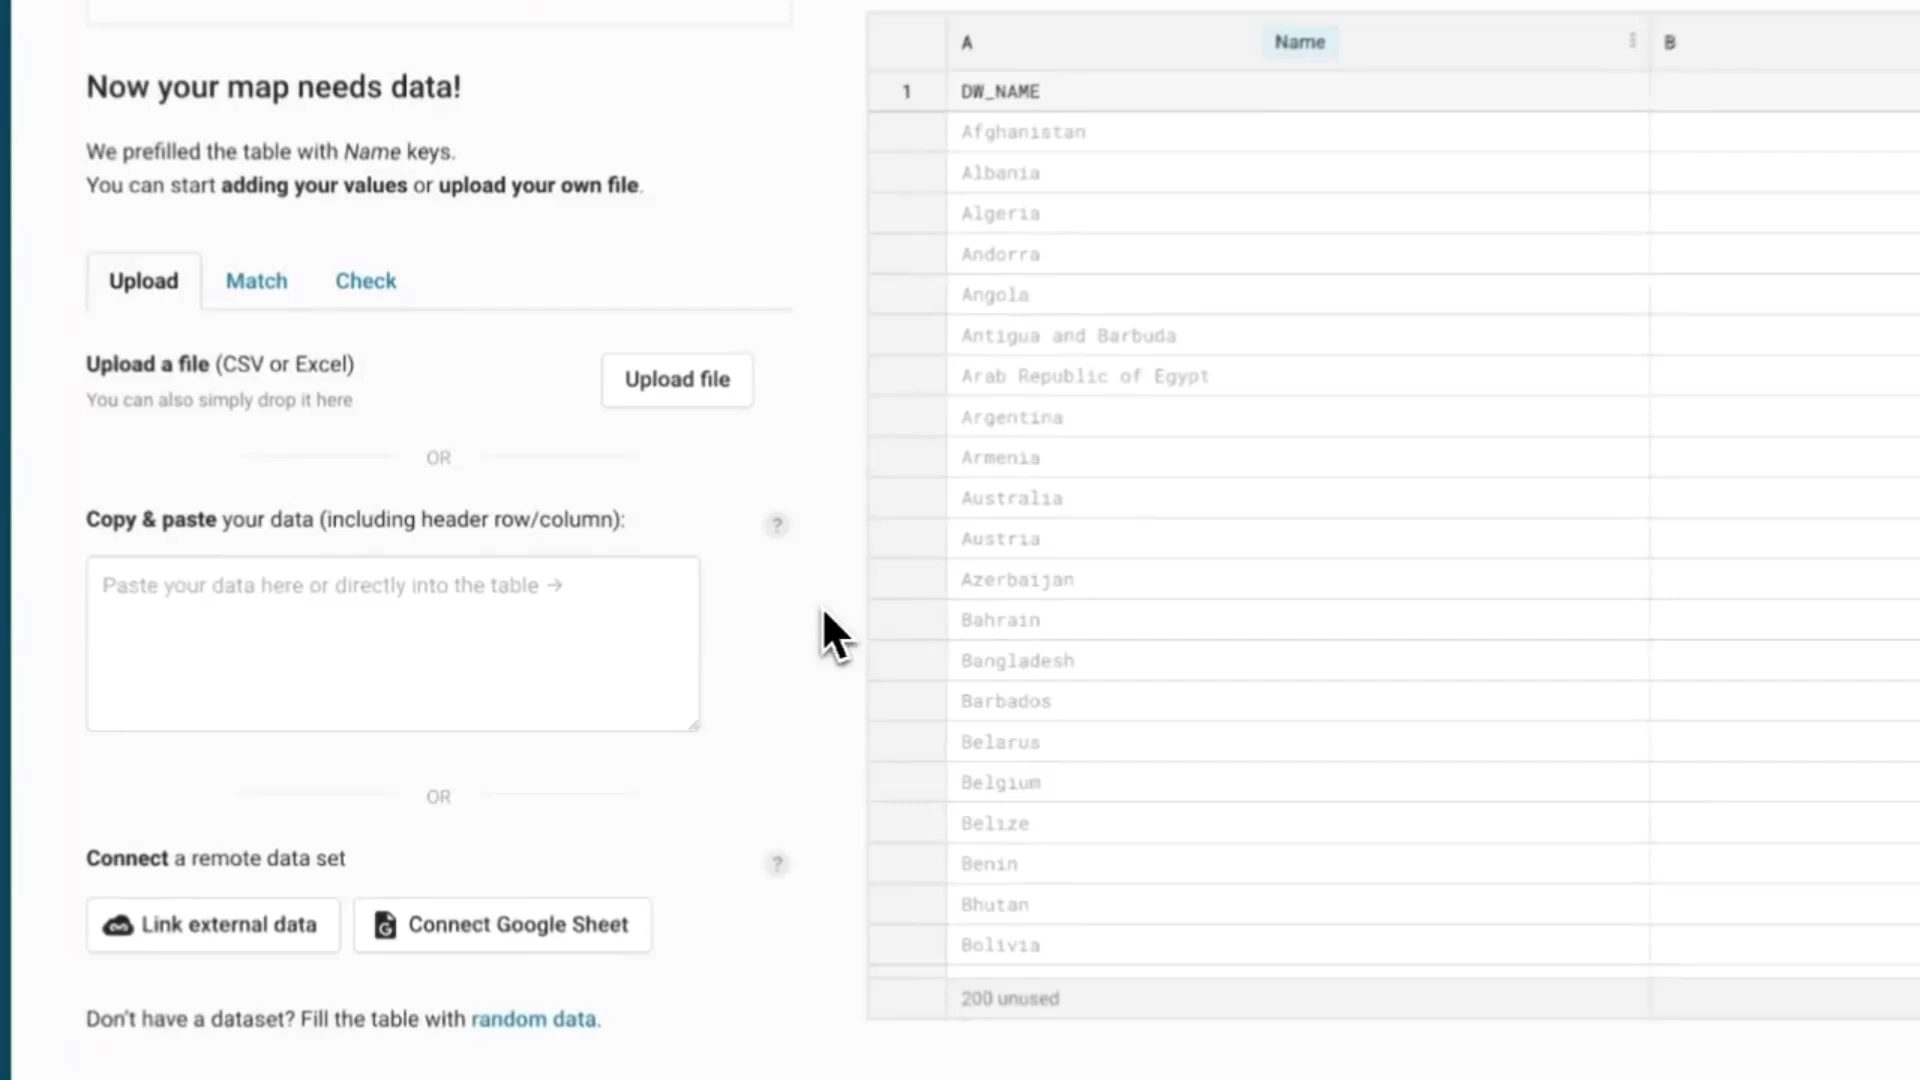 Now your map needs data!
We prefilled the table with Name keys.
You can start adding your values or upload your own file.
Upload Match Check
Upload a file (CSV or Excel)
You can also simply drop it here
Upload file
OR
Copy & paste your data (including header row/column):
?
Paste your data here or directly into the table →
OR
Connect a remote data set
?
Link external data
Connect Google Sheet
Don't have a dataset? Fill the table with random data.
A Name B
1 DW_NAME
Afghanistan
Albania
Algeria
Andorra
Angola
Antigua and Barbuda
Arab Republic of Egypt
Argentina
Armenia
Australia
Austria
Azerbaijan
Bahrain
Bangladesh
Barbados
Belarus
Belgium
Belize
Benin
Bhutan
Bolivia
200 unused